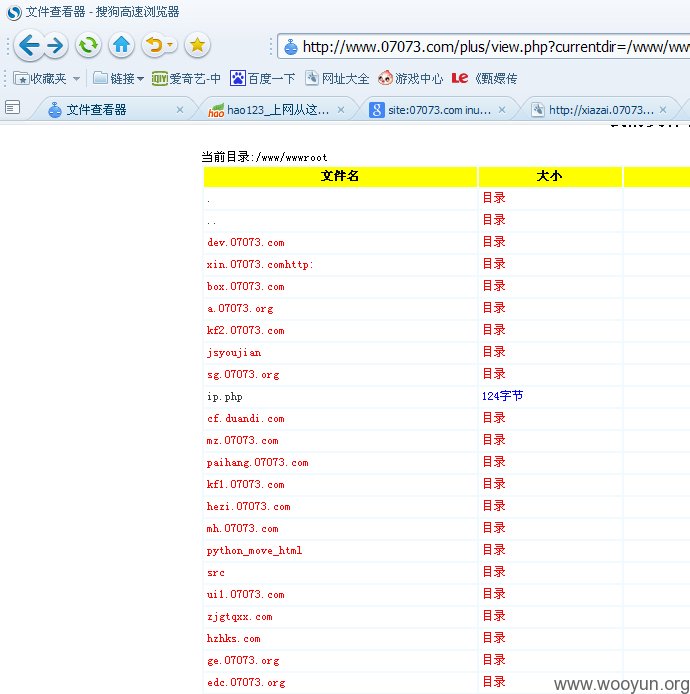 文件查看器 - 搜狗高速浏览器
http://www.07073.com/plus/view.php?currentdir=/www/ww
收藏夹 链接 爱奇艺-中 百度一下 网址大全 游戏中心 《甄嬛传
文件查看器 hao123_上网从这... site:07073.com inu... http://xiazai.07073...
当前目录:/www/wwwroot
文件名 大小
. 目录
.. 目录
dev.07073.com 目录
xin.07073.comhttp: 目录
box.07073.com 目录
a.07073.org 目录
kf2.07073.com 目录
jsyoujian 目录
sg.07073.org 目录
ip.php 124字节
cf.duandi.com 目录
mz.07073.com 目录
paihang.07073.com 目录
kf1.07073.com 目录
hezi.07073.com 目录
mh.07073.com 目录
python_move_html 目录
src 目录
ui1.07073.com 目录
zjgtqxx.com 目录
hzhks.com 目录
ge.07073.org 目录
edc.07073.org 目录
www.wooyun.org